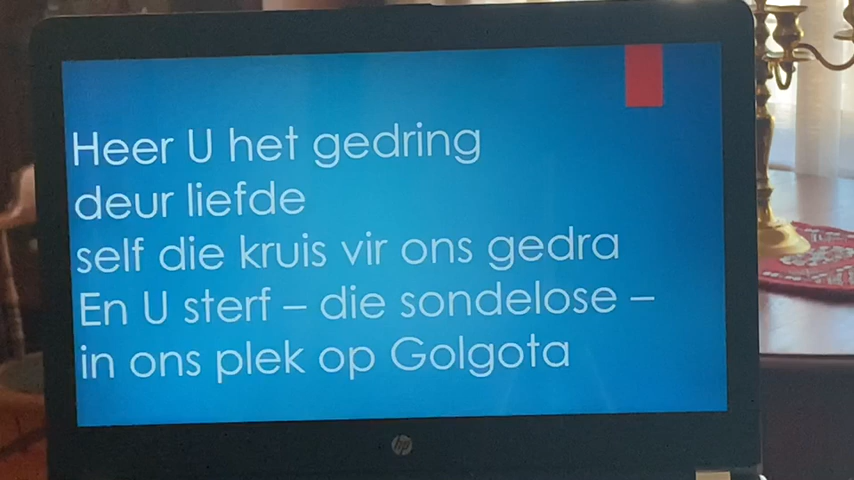 Heer U het gedring
deur liefde
self die kruis vir ons gedra
En U sterf – die sondelose –
in ons plek op Golgota
hp